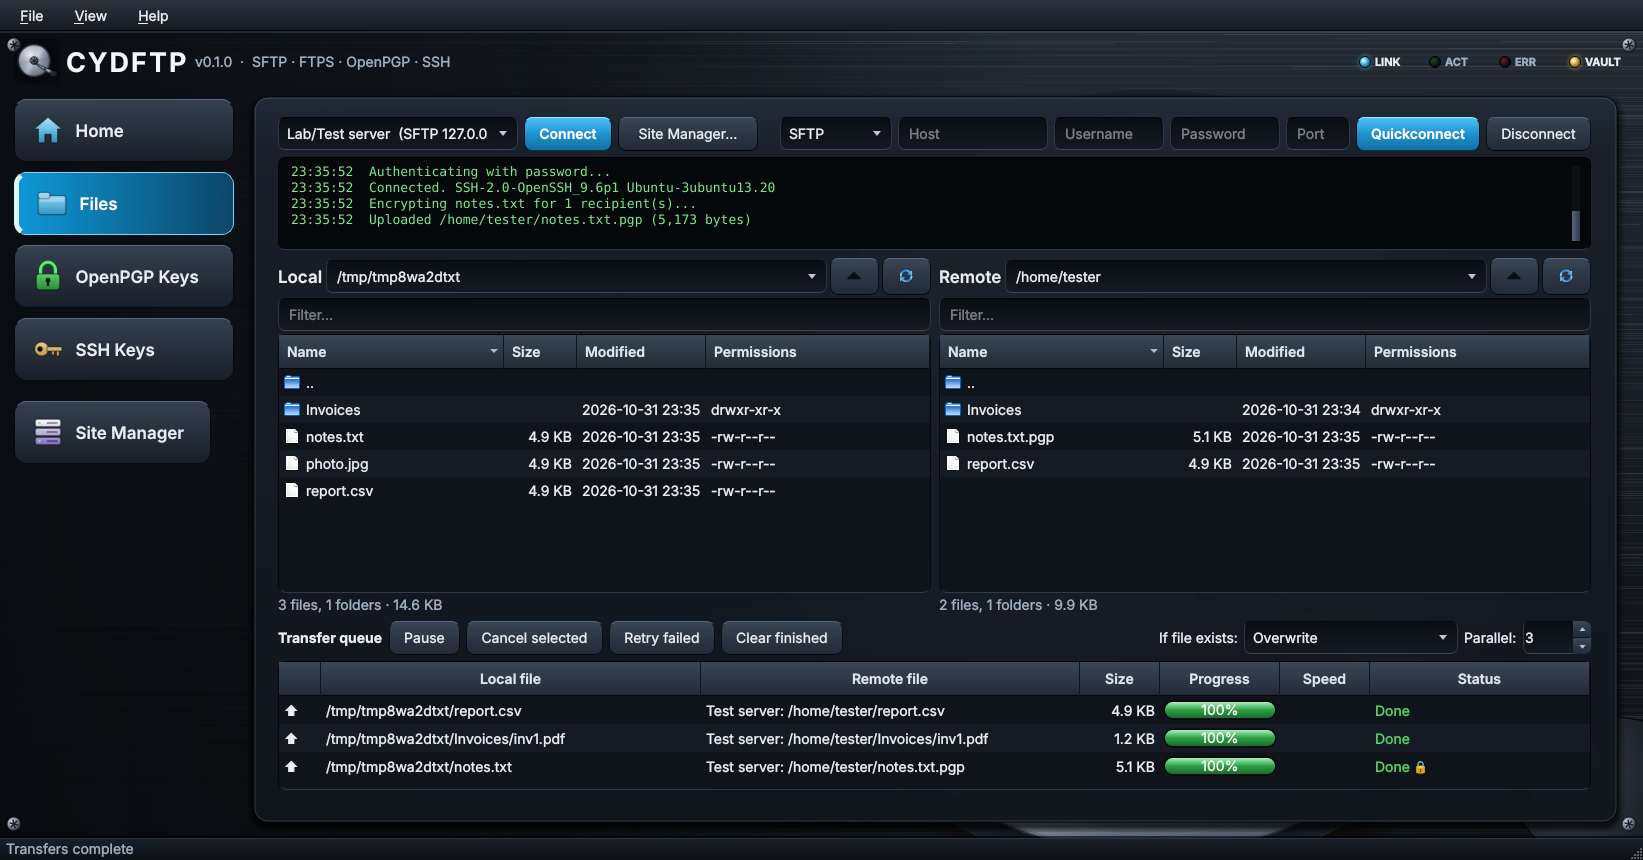 File View Help
CYDFTP v0.1.0 · SFTP · FTPS · OpenPGP · SSH
LINK ACT ERR VAULT
Home
Files
OpenPGP Keys
SSH Keys
Site Manager
Lab/Test server (SFTP 127.0.0 Connect Site Manager... SFTP Host Username Password Port Quickconnect Disconnect
23:35:52 Authenticating with password...
23:35:52 Connected. SSH-2.0-OpenSSH_9.6p1 Ubuntu-3ubuntu13.20
23:35:52 Encrypting notes.txt for 1 recipient(s)...
23:35:52 Uploaded /home/tester/notes.txt.pgp (5,173 bytes)
Local /tmp/tmp8wa2dtxt
Filter...
Name Size Modified Permissions
..
Invoices 2026-10-31 23:35 drwxr-xr-x
notes.txt 4.9 KB 2026-10-31 23:35 -rw-r--r--
photo.jpg 4.9 KB 2026-10-31 23:35 -rw-r--r--
report.csv 4.9 KB 2026-10-31 23:35 -rw-r--r--
3 files, 1 folders · 14.6 KB
Remote /home/tester
Filter...
Name Size Modified Permissions
..
Invoices 2026-10-31 23:34 drwxr-xr-x
notes.txt.pgp 5.1 KB 2026-10-31 23:35 -rw-r--r--
report.csv 4.9 KB 2026-10-31 23:35 -rw-r--r--
2 files, 1 folders · 9.9 KB
Transfer queue Pause Cancel selected Retry failed Clear finished If file exists: Overwrite Parallel: 3
Local file Remote file Size Progress Speed Status
/tmp/tmp8wa2dtxt/report.csv Test server: /home/tester/report.csv 4.9 KB 100% Done
/tmp/tmp8wa2dtxt/Invoices/inv1.pdf Test server: /home/tester/Invoices/inv1.pdf 1.2 KB 100% Done
/tmp/tmp8wa2dtxt/notes.txt Test server: /home/tester/notes.txt.pgp 5.1 KB 100% Done
Transfers complete